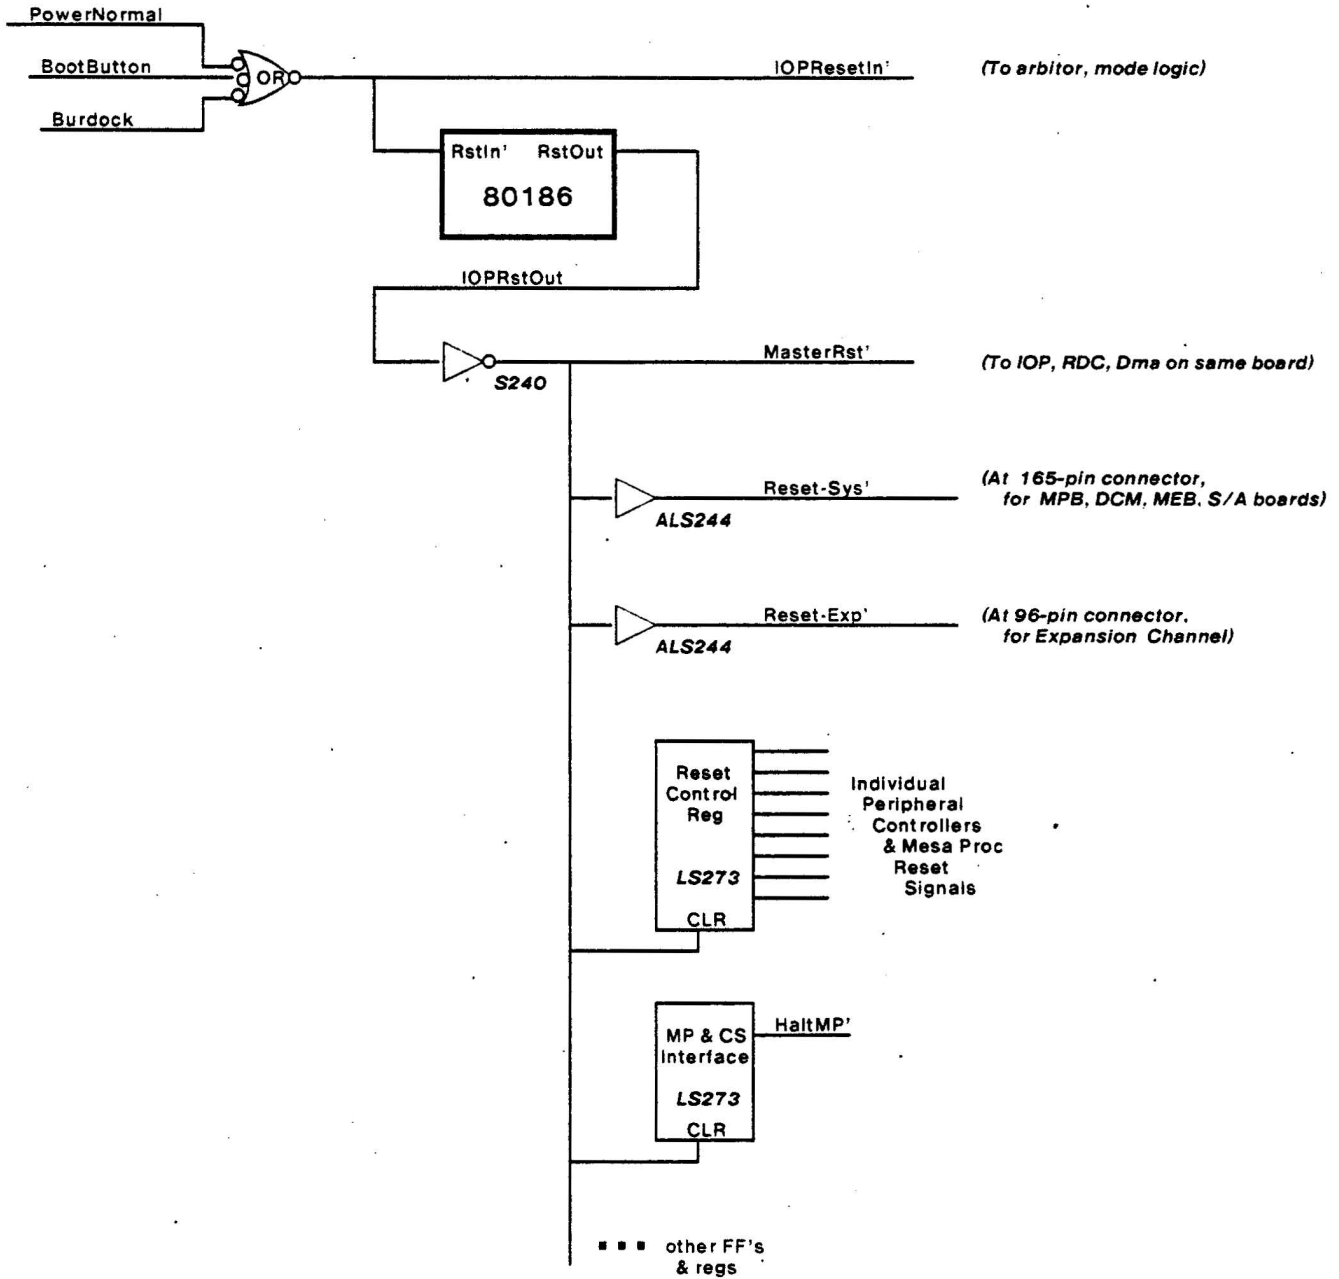 PowerNormal
BootButton
OR
IOPResetIn'
(To arbitor, mode logic)
Burdock
RstIn' RstOut
80186
IOPRstOut
MasterRst'
(To IOP, RDC, Dma on same board)
S240
Reset-Sys'
(At 165-pin connector,
for MPB, DCM, MEB, S/A boards)
ALS244
Reset-Exp'
(At 96-pin connector,
for Expansion Channel)
ALS244
Reset
Control
Reg
LS273
CLR
Individual
Peripheral
Controllers
& Mesa Proc
Reset
Signals
MP & CS
Interface
LS273
CLR
HaltMP'
other FF's
& regs